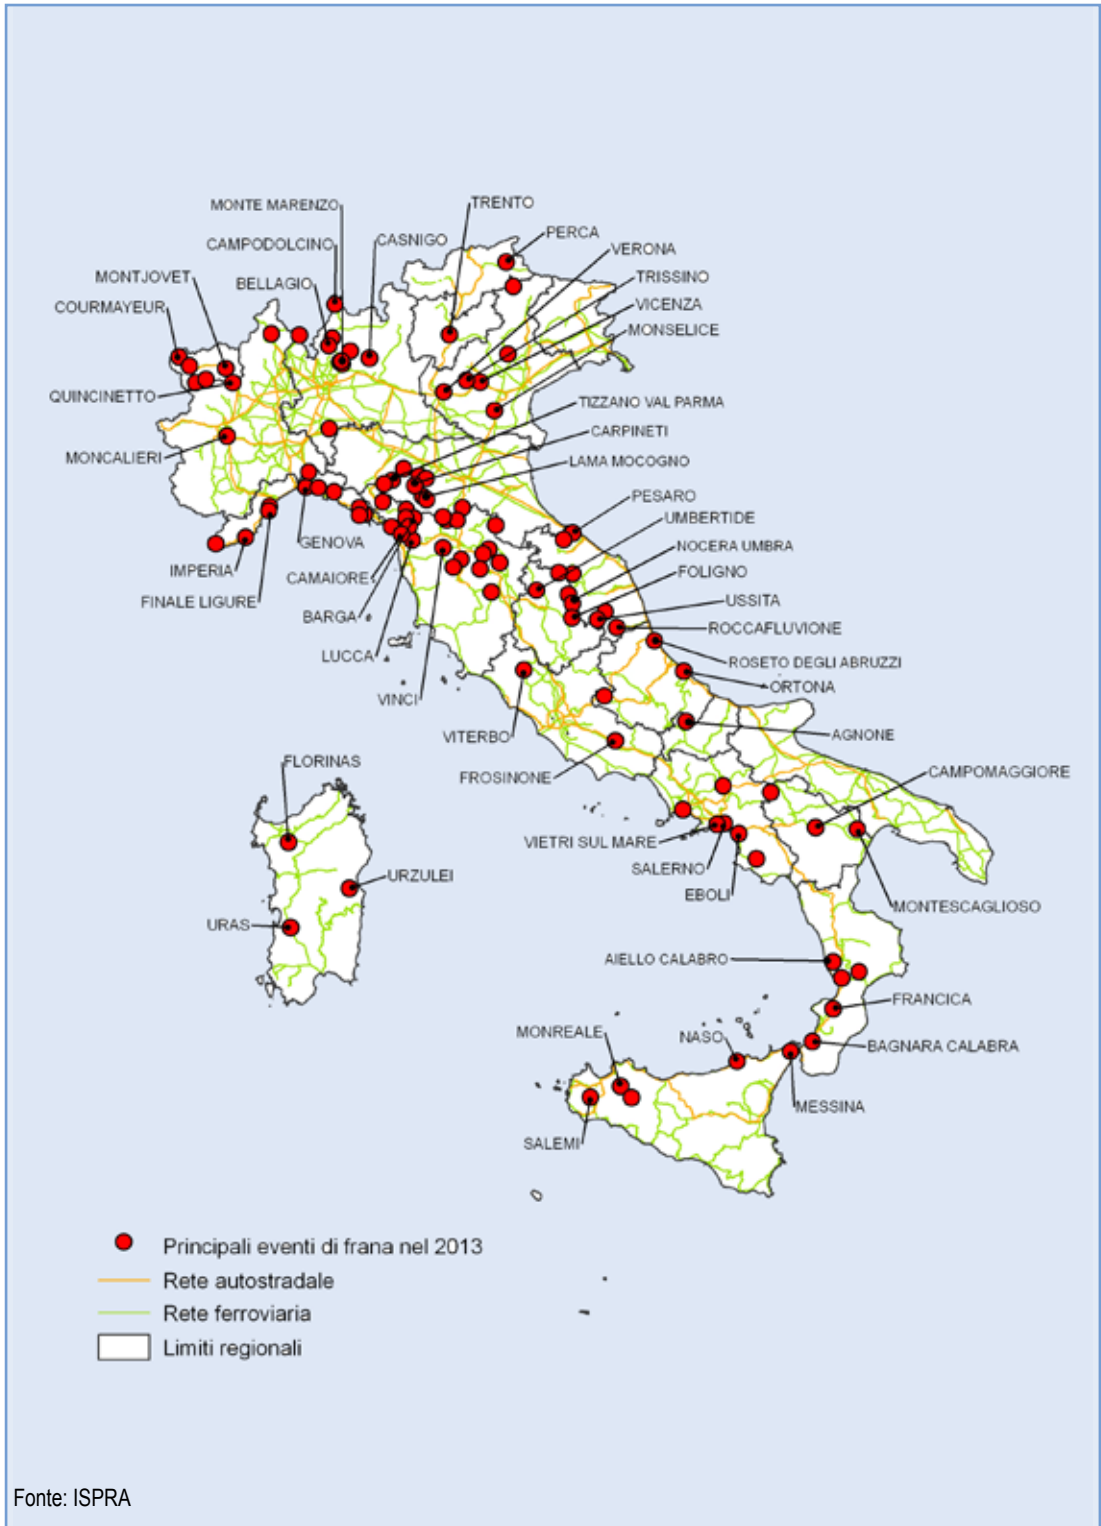 TRENTO
MONTE MARENZO
PERCA
CAMPODOLCINO
CASNIGO
VERONA
MONTJOVET
BELLAGIO
TRISSINO
COURMAYEUR
VICENZA
MONSELICE
QUINCINETTO
TIZZANO VAL PARMA
CARPINETI
MONCALIERI
LAMA MOCOGNO
PESARO
UMBERTIDE
GENOVA
NOCERA UMBRA
IMPERIA
CAMAIORE
FOLIGNO
FINALE LIGURE
USSITA
BARGA
ROCCAFLUVIONE
LUCCA
ROSETO DEGLI ABRUZZI
ORTONA
VINCI
VITERBO
AGNONE
FLORINAS
FROSINONE
CAMPOMAGGIORE
VIETRI SUL MARE
SALERNO
URZULEI
EBOLI
MONTESCAGLIOSO
URAS
AIELLO CALABRO
FRANCICA
MONREALE
NASO
BAGNARA CALABRA
MESSINA
SALEMI
Principali eventi di frana nel 2013
Rete autostradale
Rete ferroviaria
Limiti regionali
Fonte: ISPRA